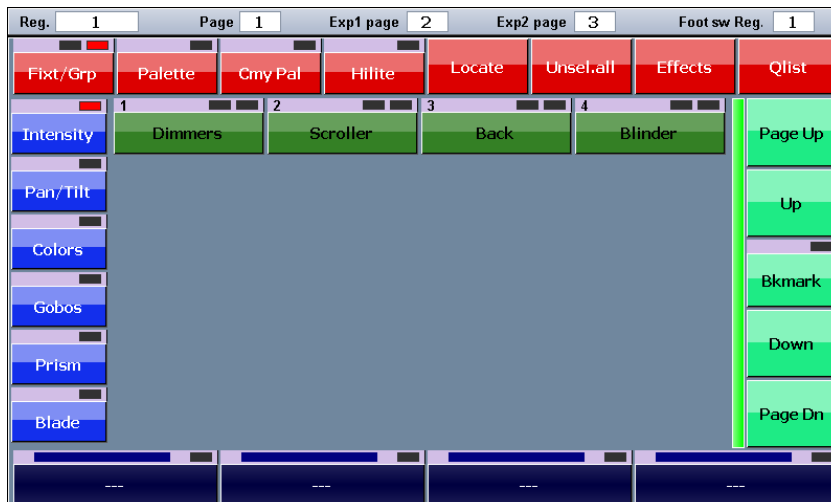 Reg. 1 Page 1 Exp1 page 2 Exp2 page 3 Foot sw Reg. 1
Fixt/Grp Palette Cmy Pal Hilite Locate Unsel.all Effects Qlist
1 2 3 4
Intensity Dimmers Scroller Back Blinder Page Up
Pan/Tilt Up
Colors
Gobos Bkmark
Prism Down
Blade Page Dn
--- --- --- ---